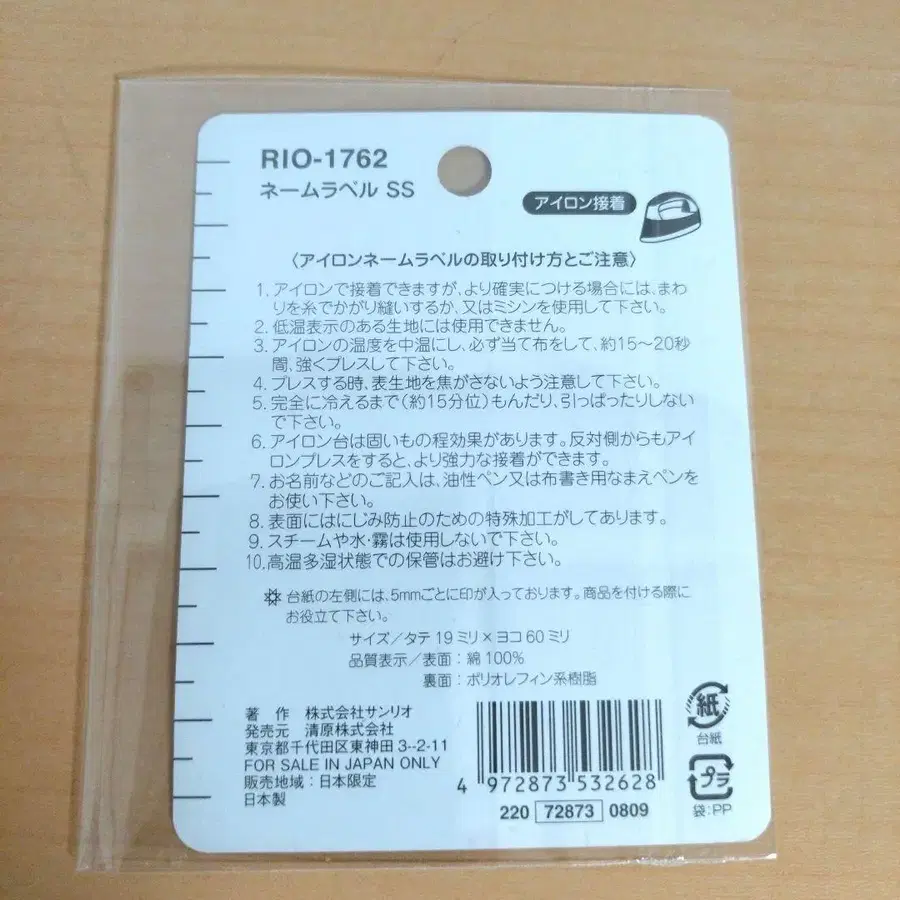 RIO-1762
ネームラベル SS
アイロン接着
〈アイロンネームラベルの取り付け方とご注意〉
1. アイロンで接着できますが、より確実につける場合には、まわ
りを糸でかがり縫いするか、又はミシンを使用して下さい。
2. 低温表示のある生地には使用できません。
3. アイロンの温度を中温にし、必ず当て布をして、約15〜20秒
間、強くプレスして下さい。
4. プレスする時、表生地を焦がさないよう注意して下さい。
5. 完全に冷えるまで(約15分位)もんだり、引っぱったりしない
で下さい。
6. アイロン台は固いもの程効果があります。反対側からもアイ
ロンプレスをすると、より強力な接着ができます。
7. お名前などのご記入は、油性ペン又は布書き用なまえペンを
お使い下さい。
8. 表面にはにじみ防止のための特殊加工がしてあります。
9. スチームや水・霧は使用しないで下さい。
10. 高温多湿状態での保管はお避け下さい。
※ 台紙の左側には、5mmごとに印が入っております。商品を付ける際に
お役立て下さい。
サイズ/タテ 19ミリ×ヨコ60ミリ
品質表示/表面：綿100%
裏面：ポリオレフィン系樹脂
著 作 株式会社サンリオ
発売元 清原株式会社
東京都千代田区東神田3--2-11
FOR SALE IN JAPAN ONLY
販売地域：日本限定
日本製
4 972873 532628
220 72873 0809
紙
台紙
プラ
袋：PP